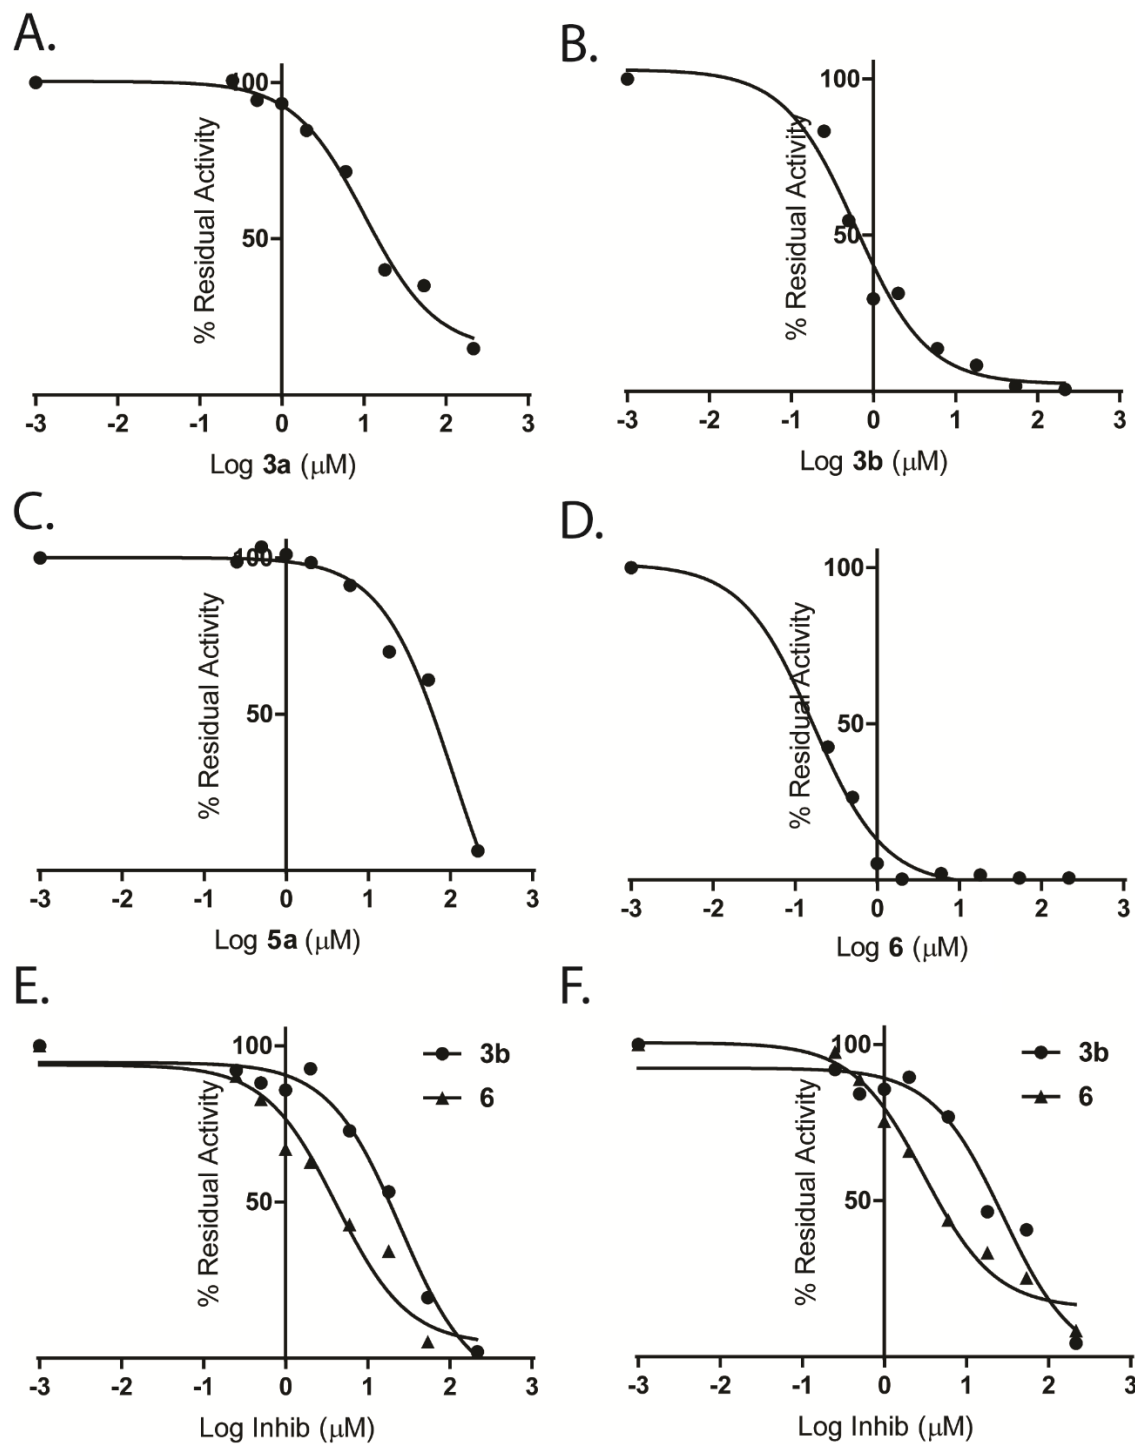 A.
100
50
% Residual Activity
-3 -2 -1 0 1 2 3
Log 3a (μM)
B.
100
50
% Residual Activity
-3 -2 -1 0 1 2 3
Log 3b (μM)
C.
100
50
% Residual Activity
-3 -2 -1 0 1 2 3
Log 5a (μM)
D.
100
50
% Residual Activity
-3 -2 -1 0 1 2 3
Log 6 (μM)
E.
100
50
% Residual Activity
3b
6
-3 -2 -1 0 1 2 3
Log Inhib (μM)
F.
100
50
% Residual Activity
3b
6
-3 -2 -1 0 1 2 3
Log Inhib (μM)